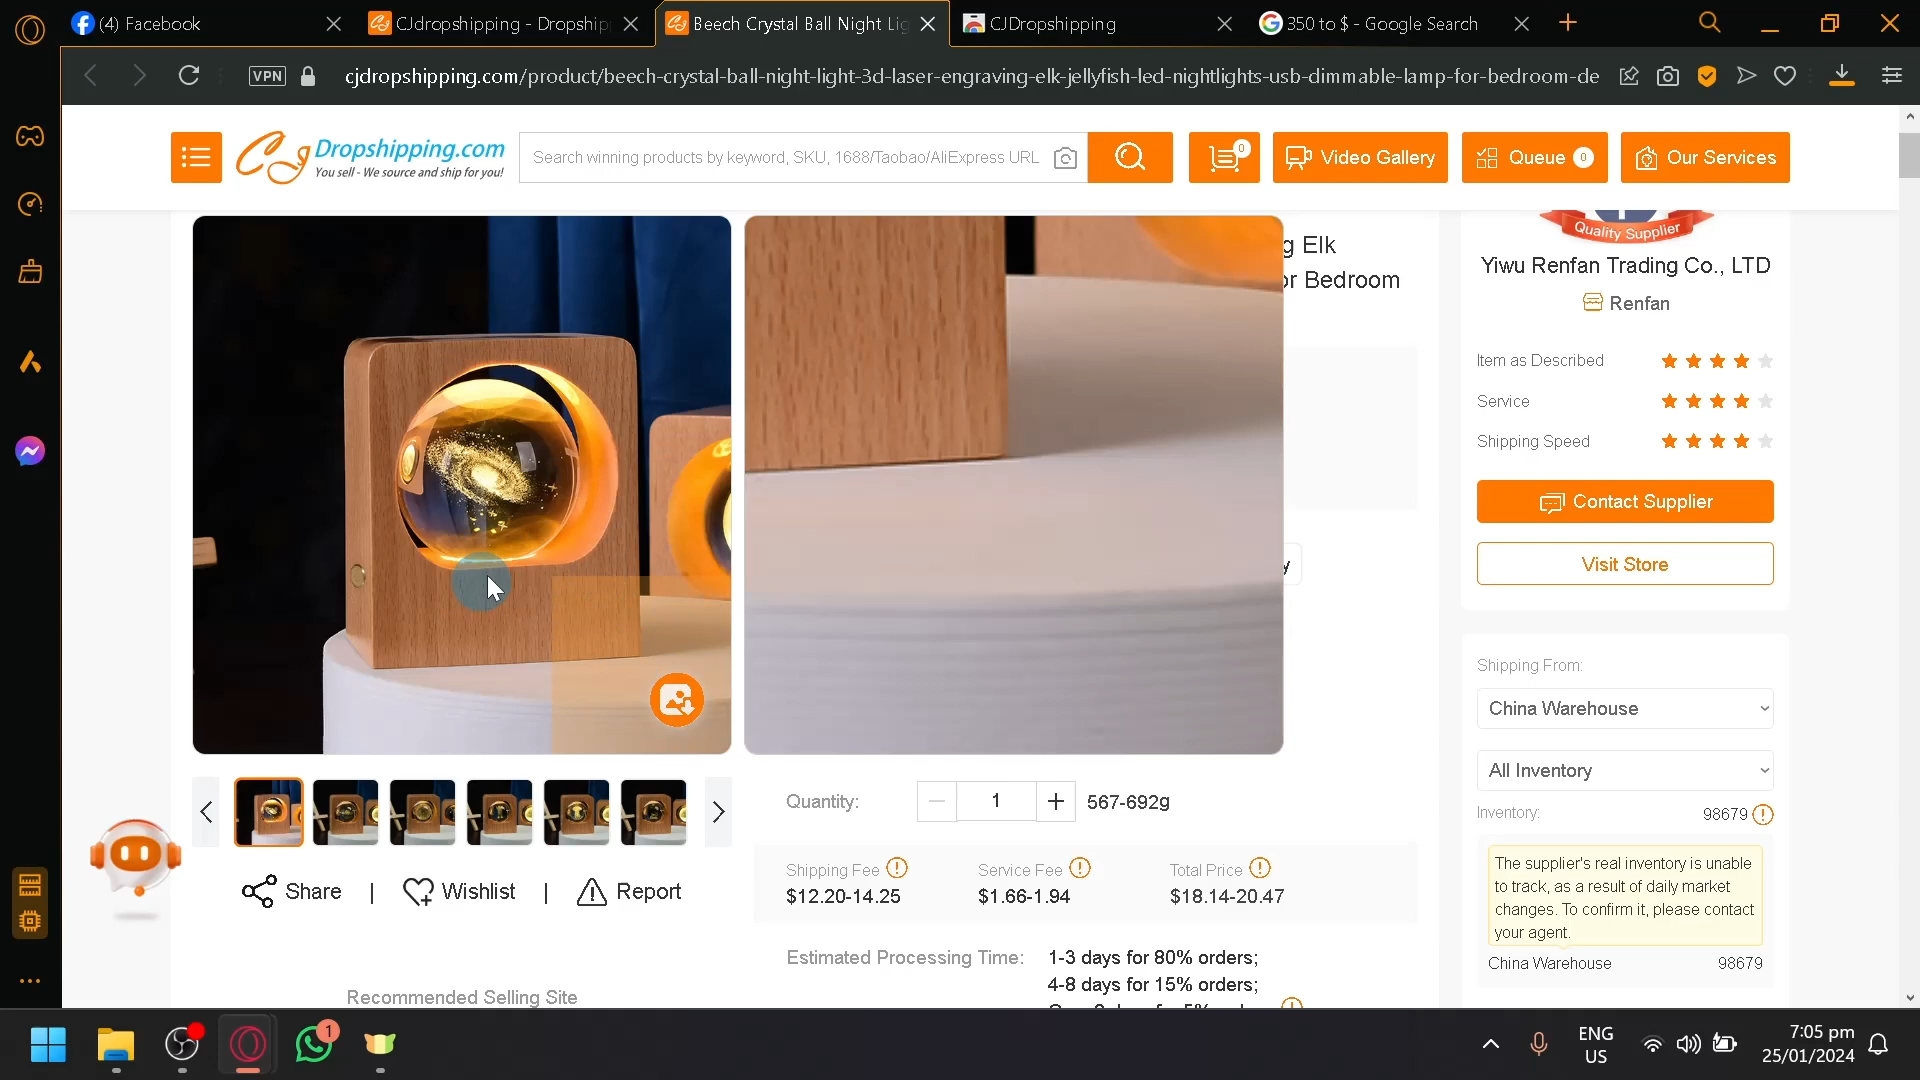 (4) Facebook
CJdropshipping - Dropship
Beech Crystal Ball Night Lig
CJDropshipping
350 to $ - Google Search
VPN
cjdropshipping.com/product/beech-crystal-ball-night-light-3d-laser-engraving-elk-jellyfish-led-nightlights-usb-dimmable-lamp-for-bedroom-de
Dropshipping.com
You sell - We source and ship for you!
Search winning products by keyword, SKU, 1688/Taobao/AliExpress URL
0
Video Gallery
Queue 0
Our Services
g Elk
or Bedroom
y
Quality Supplier
Yiwu Renfan Trading Co., LTD
Renfan
Item as Described
Service
Shipping Speed
Contact Supplier
Visit Store
Shipping From:
China Warehouse
All Inventory
Inventory: 98679
The supplier's real inventory is unable
to track, as a result of daily market
changes. To confirm it, please contact
your agent.
China Warehouse 98679
Quantity: 1 567-692g
Shipping Fee
$12.20-14.25
Service Fee
$1.66-1.94
Total Price
$18.14-20.47
Share | Wishlist | Report
Estimated Processing Time: 1-3 days for 80% orders;
4-8 days for 15% orders;
Recommended Selling Site
1
ENG
US
7:05 pm
25/01/2024